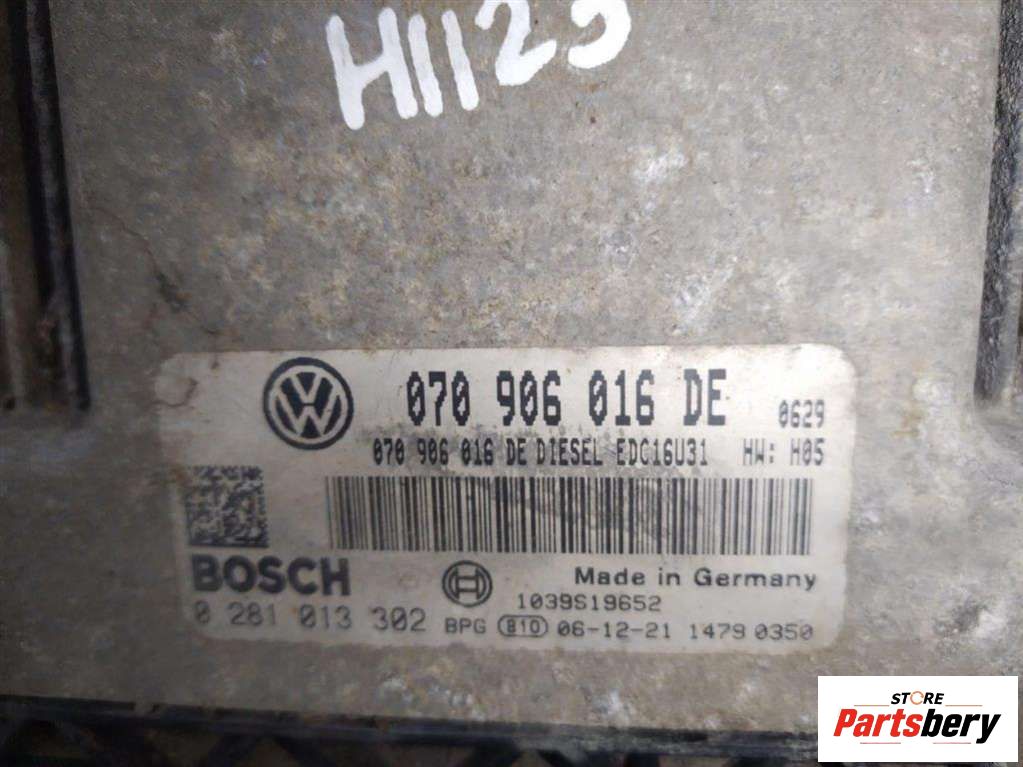 H1123
070 906 016 DE 0629
070 906 016 DE DIESEL EDC16U31 HW: H05
BOSCH
Made in Germany
1039S19652
0 281 013 302 BPG 810 06-12-21 1479 0350
STORE
Partsbery